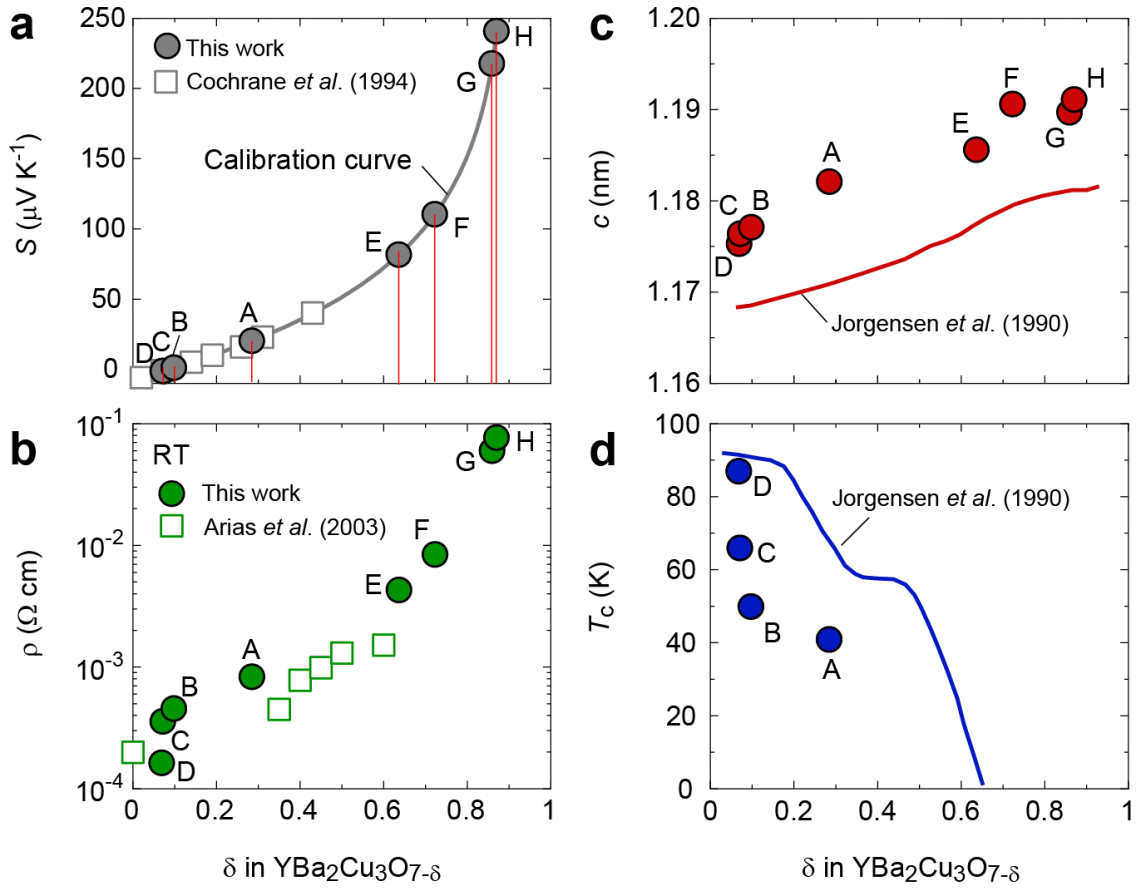 a
250
200
150
100
50
0
S (μV K⁻¹)
This work
Cochrane et al. (1994)
Calibration curve
A
B
C
D
E
F
G
H
b
10⁻¹
10⁻²
10⁻³
10⁻⁴
ρ (Ω cm)
RT
This work
Arias et al. (2003)
A
B
C
D
E
F
G
H
0 0.2 0.4 0.6 0.8 1
δ in YBa₂Cu₃O₇₋δ
c
1.20
1.19
1.18
1.17
1.16
c (nm)
A
B
C
D
E
F
G
H
Jorgensen et al. (1990)
d
100
80
60
40
20
0
Tc (K)
Jorgensen et al. (1990)
D
C
B
A
0 0.2 0.4 0.6 0.8 1
δ in YBa₂Cu₃O₇₋δ